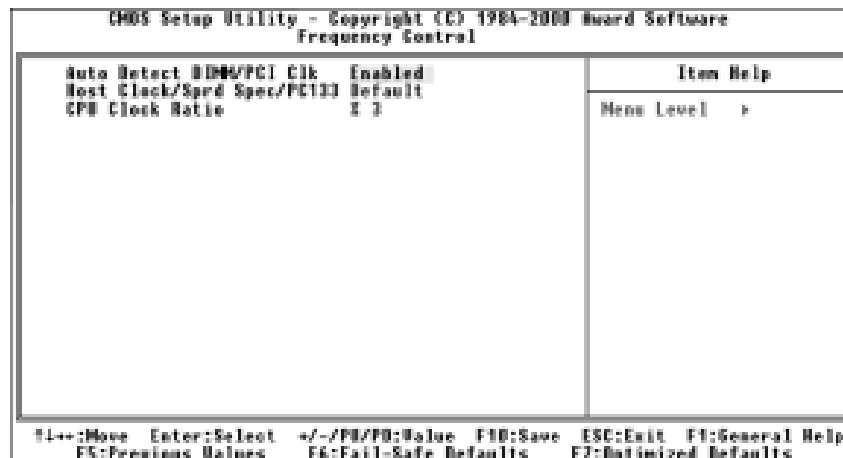 CMOS Setup Utility - Copyright (C) 1984-2000 Award Software
Frequency Control
Auto Detect DIMM/PCI Clk Enabled
Host Clock/Sprd Spec/PC133 Default
CPU Clock Ratio X 3
Item Help
Menu Level ▸
↑↓←→:Move Enter:Select +/-/PU/PD:Value F10:Save ESC:Exit F1:General Help
F5:Previous Values F6:Fail-Safe Defaults F7:Optimized Defaults